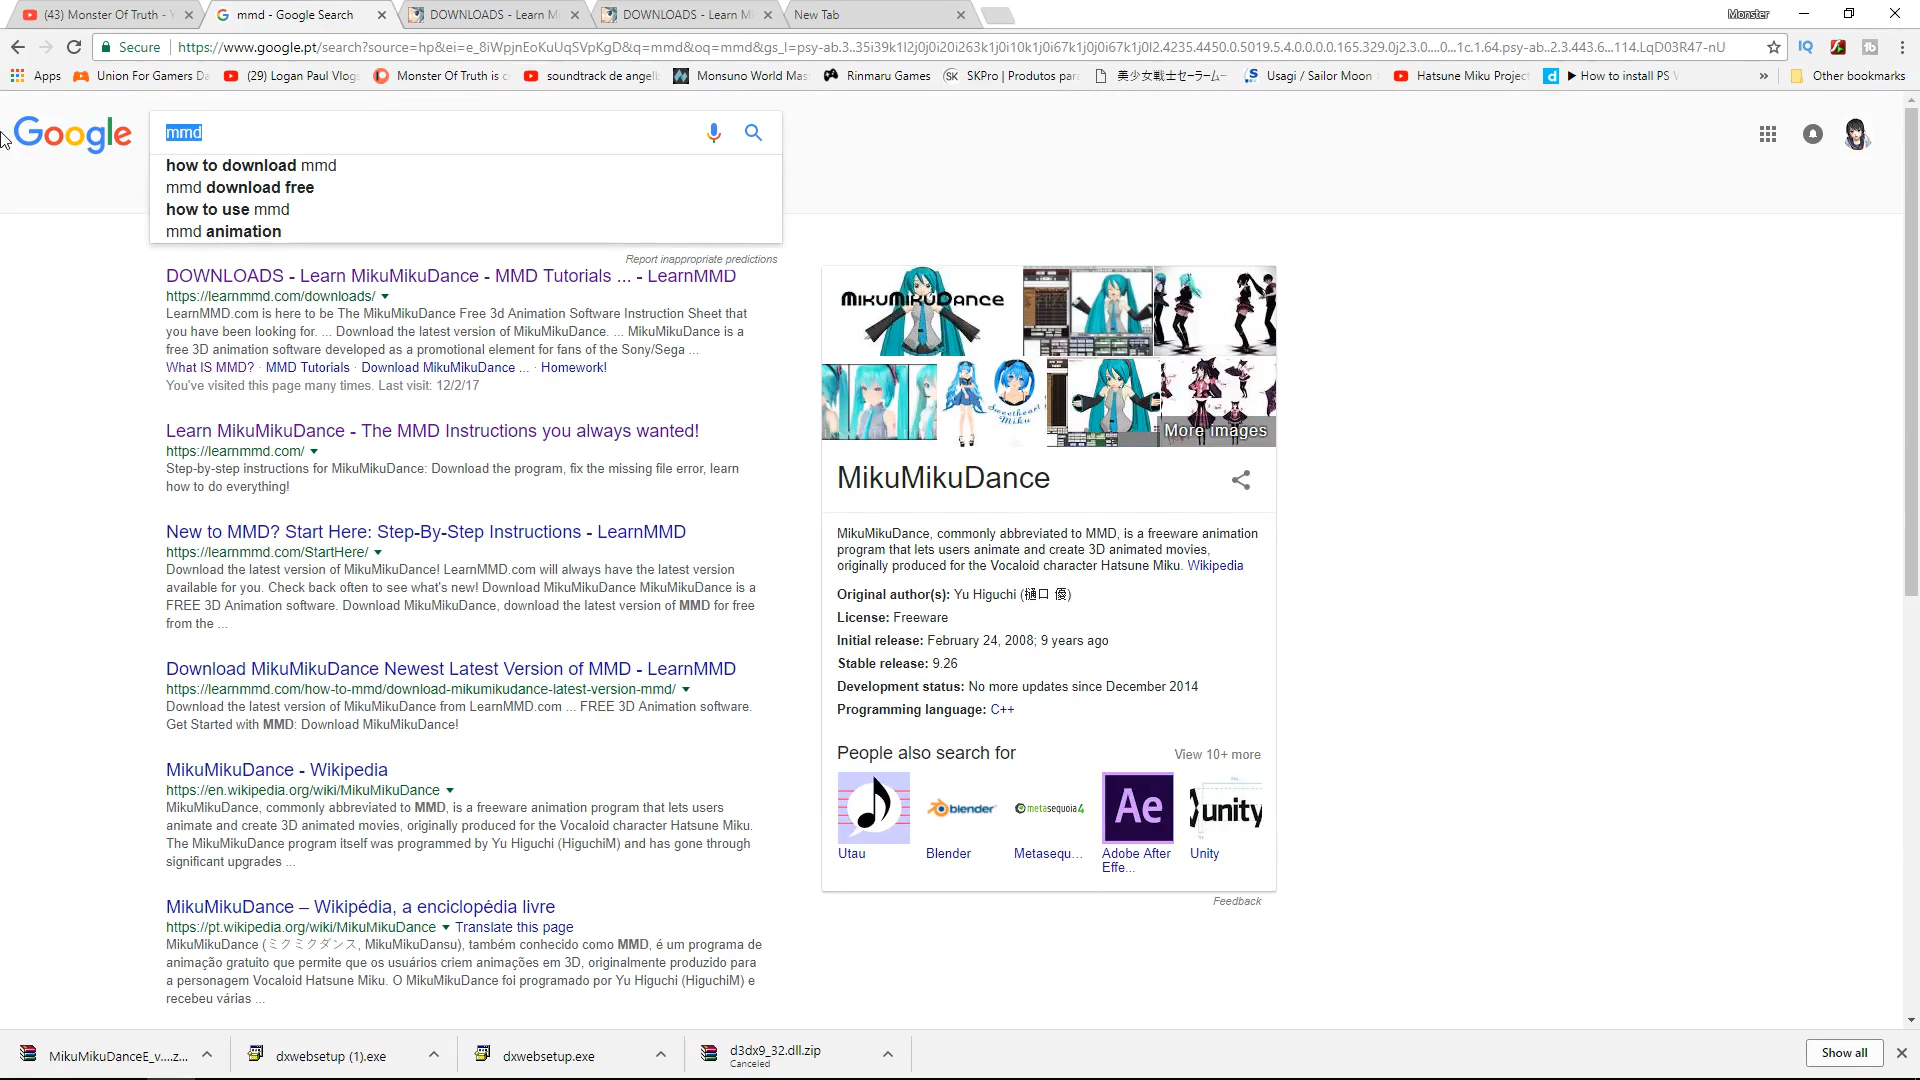 (43) Monster Of Truth - Y
mmd - Google Search
DOWNLOADS - Learn Mi
DOWNLOADS - Learn Mi
New Tab
Monster
Secure
https://www.google.pt/search?source=hp&ei=e_8iWpjnEoKuUqSVpKgD&q=mmd&oq=mmd&gs_l=psy-ab.3..35i39k1l2j0j0i20i263k1j0i10k1j0i67k1j0j0i67k1j0l2.4235.4450.0.5019.5.4.0.0.0.0.165.329.0j2.3.0....0...1c.1.64.psy-ab..2.3.443.6...114.LqD03R47-nU
Apps
Union For Gamers Da
(29) Logan Paul Vlogs
Monster Of Truth is c
soundtrack de angelb
Monsuno World Mas
Rinmaru Games
SKPro | Produtos para
美少女戦士セーラームー
Usagi / Sailor Moon
Hatsune Miku Project
► How to install PS V
»
Other bookmarks
Google
mmd
how to download mmd
mmd download free
how to use mmd
mmd animation
Report inappropriate predictions
DOWNLOADS - Learn MikuMikuDance - MMD Tutorials ... - LearnMMD
https://learnmmd.com/downloads/
LearnMMD.com is here to be The MikuMikuDance Free 3d Animation Software Instruction Sheet that
you have been looking for. ... Download the latest version of MikuMikuDance. ... MikuMikuDance is a
free 3D animation software developed as a promotional element for fans of the Sony/Sega ...
What IS MMD? · MMD Tutorials · Download MikuMikuDance ... · Homework!
You've visited this page many times. Last visit: 12/2/17
Learn MikuMikuDance - The MMD Instructions you always wanted!
https://learnmmd.com/
Step-by-step instructions for MikuMikuDance: Download the program, fix the missing file error, learn
how to do everything!
New to MMD? Start Here: Step-By-Step Instructions - LearnMMD
https://learnmmd.com/StartHere/
Download the latest version of MikuMikuDance! LearnMMD.com will always have the latest version
available for you. Check back often to see what's new! Download MikuMikuDance MikuMikuDance is a
FREE 3D Animation software. Download MikuMikuDance, download the latest version of MMD for free
from the ...
Download MikuMikuDance Newest Latest Version of MMD - LearnMMD
https://learnmmd.com/how-to-mmd/download-mikumikudance-latest-version-mmd/
Download the latest version of MikuMikuDance from LearnMMD.com ... FREE 3D Animation software.
Get Started with MMD: Download MikuMikuDance!
MikuMikuDance - Wikipedia
https://en.wikipedia.org/wiki/MikuMikuDance
MikuMikuDance, commonly abbreviated to MMD, is a freeware animation program that lets users
animate and create 3D animated movies, originally produced for the Vocaloid character Hatsune Miku.
The MikuMikuDance program itself was programmed by Yu Higuchi (HiguchiM) and has gone through
significant upgrades ...
MikuMikuDance – Wikipédia, a enciclopédia livre
https://pt.wikipedia.org/wiki/MikuMikuDance Translate this page
MikuMikuDance (ミクミクダンス, MikuMikuDansu), também conhecido como MMD, é um programa de
animação gratuito que permite que os usuários criem animações em 3D, originalmente produzido para
a personagem Vocaloid Hatsune Miku. O MikuMikuDance foi programado por Yu Higuchi (HiguchiM) e
recebeu várias ...
MikuMikuDance
Sweetheart
Miku
More images
MikuMikuDance
MikuMikuDance, commonly abbreviated to MMD, is a freeware animation
program that lets users animate and create 3D animated movies,
originally produced for the Vocaloid character Hatsune Miku. Wikipedia
Original author(s): Yu Higuchi (樋口 優)
License: Freeware
Initial release: February 24, 2008; 9 years ago
Stable release: 9.26
Development status: No more updates since December 2014
Programming language: C++
People also search for
View 10+ more
blender
metasequoia4
Ae
unity
Utau
Blender
Metasequ...
Adobe After
Effe...
Unity
Feedback
MikuMikuDanceE_v....z...
dxwebsetup (1).exe
dxwebsetup.exe
d3dx9_32.dll.zip
Canceled
Show all